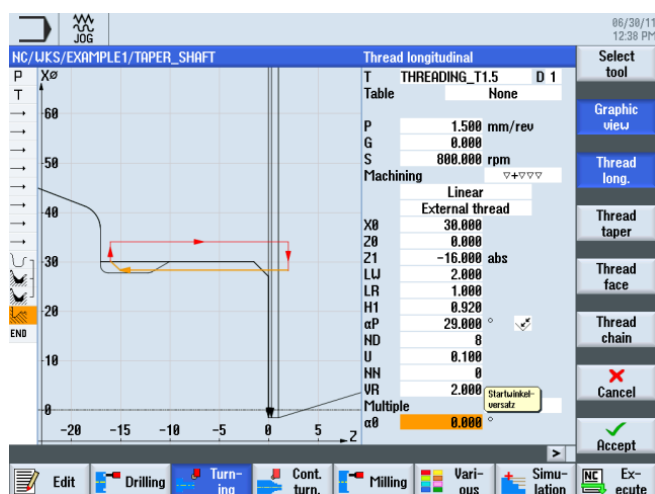 06/30/11
12:38 PM
JOG
NC/WKS/EXAMPLE1/TAPER_SHAFT
Thread longitudinal
Select tool
P
T
END
XØ
60
50
40
30
20
10
0
-20 -15 -10 -5 0 5 Z
T THREADING_T1.5 D 1
Table None
P 1.500 mm/rev
G 0.000
S 800.000 rpm
Machining ▽+▽▽▽
Linear
External thread
X0 30.000
Z0 0.000
Z1 -16.000 abs
LW 2.000
LR 1.000
H1 0.920
αP 29.000 °
ND 8
U 0.100
NN 0
VR 2.000
Startwinkel-
versatz
Multiple
α0 0.000 °
Graphic view
Thread long.
Thread taper
Thread face
Thread chain
Cancel
Accept
>
Edit
Drilling
Turn-
ing
Cont.
turn.
Milling
Vari-
ous
Simu-
lation
NC
Ex-
ecute